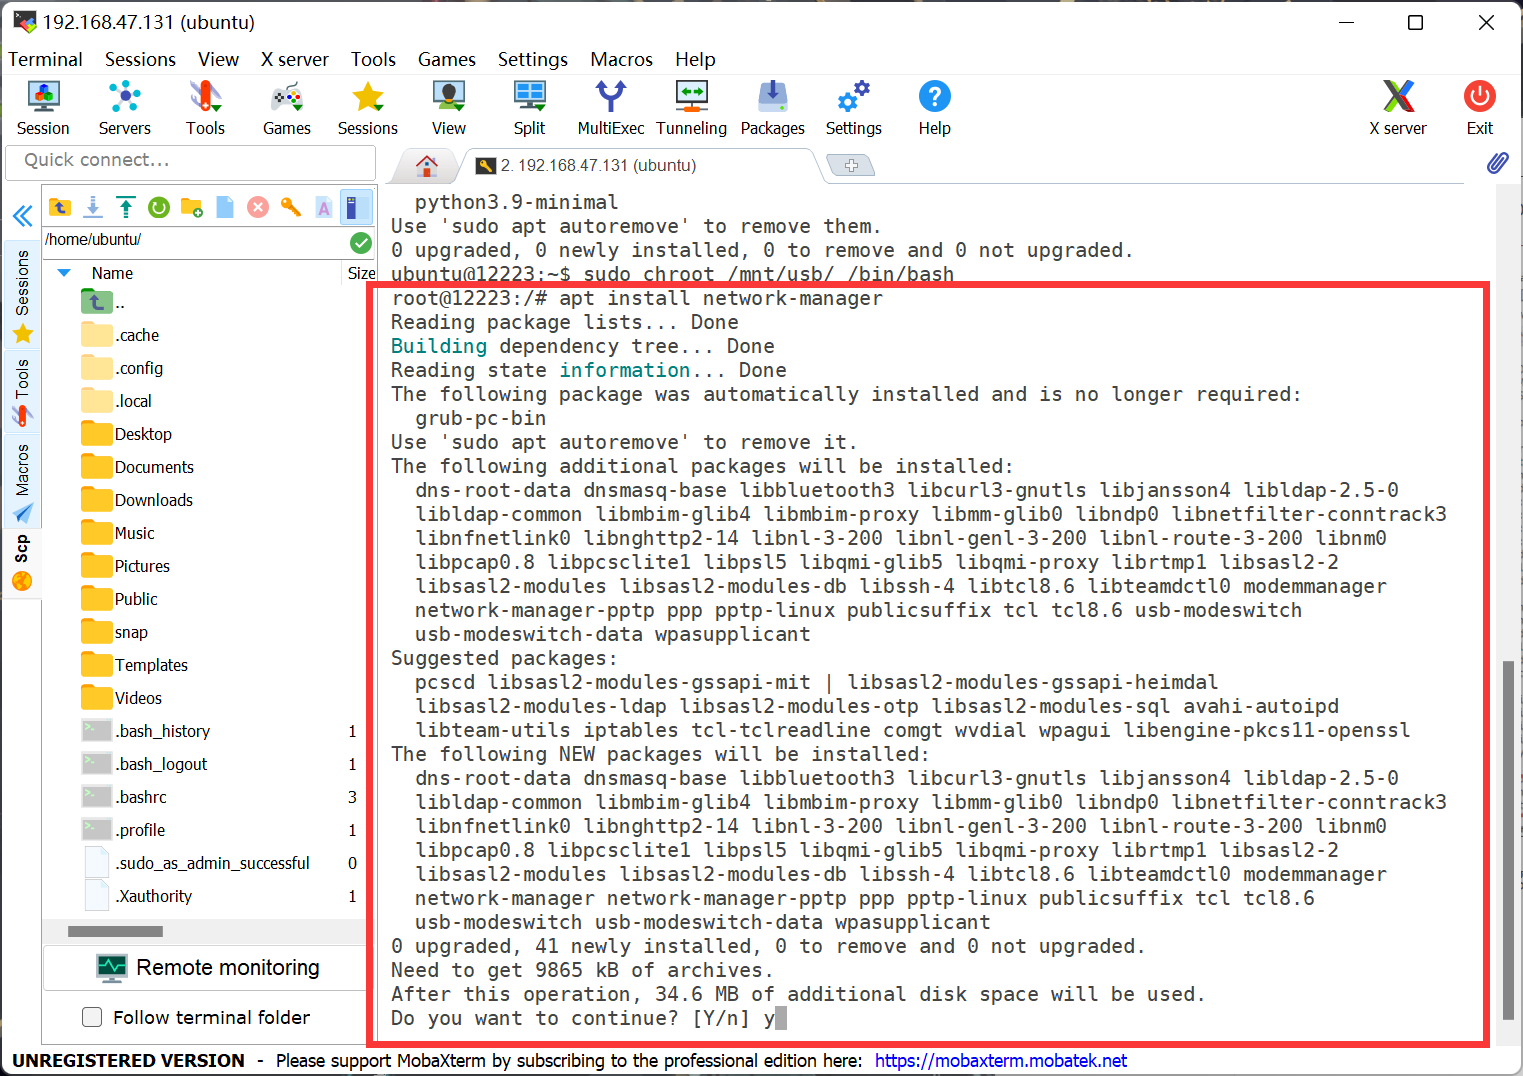 192.168.47.131 (ubuntu)
Terminal Sessions View X server Tools Games Settings Macros Help
Session Servers Tools Games Sessions View Split MultiExec Tunneling Packages Settings Help X server Exit
Quick connect...
2. 192.168.47.131 (ubuntu)
/home/ubuntu/
Name Size
..
.cache
.config
.local
Desktop
Documents
Downloads
Music
Pictures
Public
snap
Templates
Videos
.bash_history 1
.bash_logout 1
.bashrc 3
.profile 1
.sudo_as_admin_successful 0
.Xauthority 1
Sessions
Tools
Macros
Scp
Remote monitoring
Follow terminal folder
python3.9-minimal
Use 'sudo apt autoremove' to remove them.
0 upgraded, 0 newly installed, 0 to remove and 0 not upgraded.
ubuntu@12223:~$ sudo chroot /mnt/usb/ /bin/bash
root@12223:/# apt install network-manager
Reading package lists... Done
Building dependency tree... Done
Reading state information... Done
The following package was automatically installed and is no longer required:
grub-pc-bin
Use 'sudo apt autoremove' to remove it.
The following additional packages will be installed:
dns-root-data dnsmasq-base libbluetooth3 libcurl3-gnutls libjansson4 libldap-2.5-0
libldap-common libmbim-glib4 libmbim-proxy libmm-glib0 libndp0 libnetfilter-conntrack3
libnfnetlink0 libnghttp2-14 libnl-3-200 libnl-genl-3-200 libnl-route-3-200 libnm0
libpcap0.8 libpcsclite1 libpsl5 libqmi-glib5 libqmi-proxy librtmp1 libsasl2-2
libsasl2-modules libsasl2-modules-db libssh-4 libtcl8.6 libteamdctl0 modemmanager
network-manager-pptp ppp pptp-linux publicsuffix tcl tcl8.6 usb-modeswitch
usb-modeswitch-data wpasupplicant
Suggested packages:
pcscd libsasl2-modules-gssapi-mit | libsasl2-modules-gssapi-heimdal
libsasl2-modules-ldap libsasl2-modules-otp libsasl2-modules-sql avahi-autoipd
libteam-utils iptables tcl-tclreadline comgt wvdial wpagui libengine-pkcs11-openssl
The following NEW packages will be installed:
dns-root-data dnsmasq-base libbluetooth3 libcurl3-gnutls libjansson4 libldap-2.5-0
libldap-common libmbim-glib4 libmbim-proxy libmm-glib0 libndp0 libnetfilter-conntrack3
libnfnetlink0 libnghttp2-14 libnl-3-200 libnl-genl-3-200 libnl-route-3-200 libnm0
libpcap0.8 libpcsclite1 libpsl5 libqmi-glib5 libqmi-proxy librtmp1 libsasl2-2
libsasl2-modules libsasl2-modules-db libssh-4 libtcl8.6 libteamdctl0 modemmanager
network-manager network-manager-pptp ppp pptp-linux publicsuffix tcl tcl8.6
usb-modeswitch usb-modeswitch-data wpasupplicant
0 upgraded, 41 newly installed, 0 to remove and 0 not upgraded.
Need to get 9865 kB of archives.
After this operation, 34.6 MB of additional disk space will be used.
Do you want to continue? [Y/n] y
UNREGISTERED VERSION - Please support MobaXterm by subscribing to the professional edition here: https://mobaxterm.mobatek.net